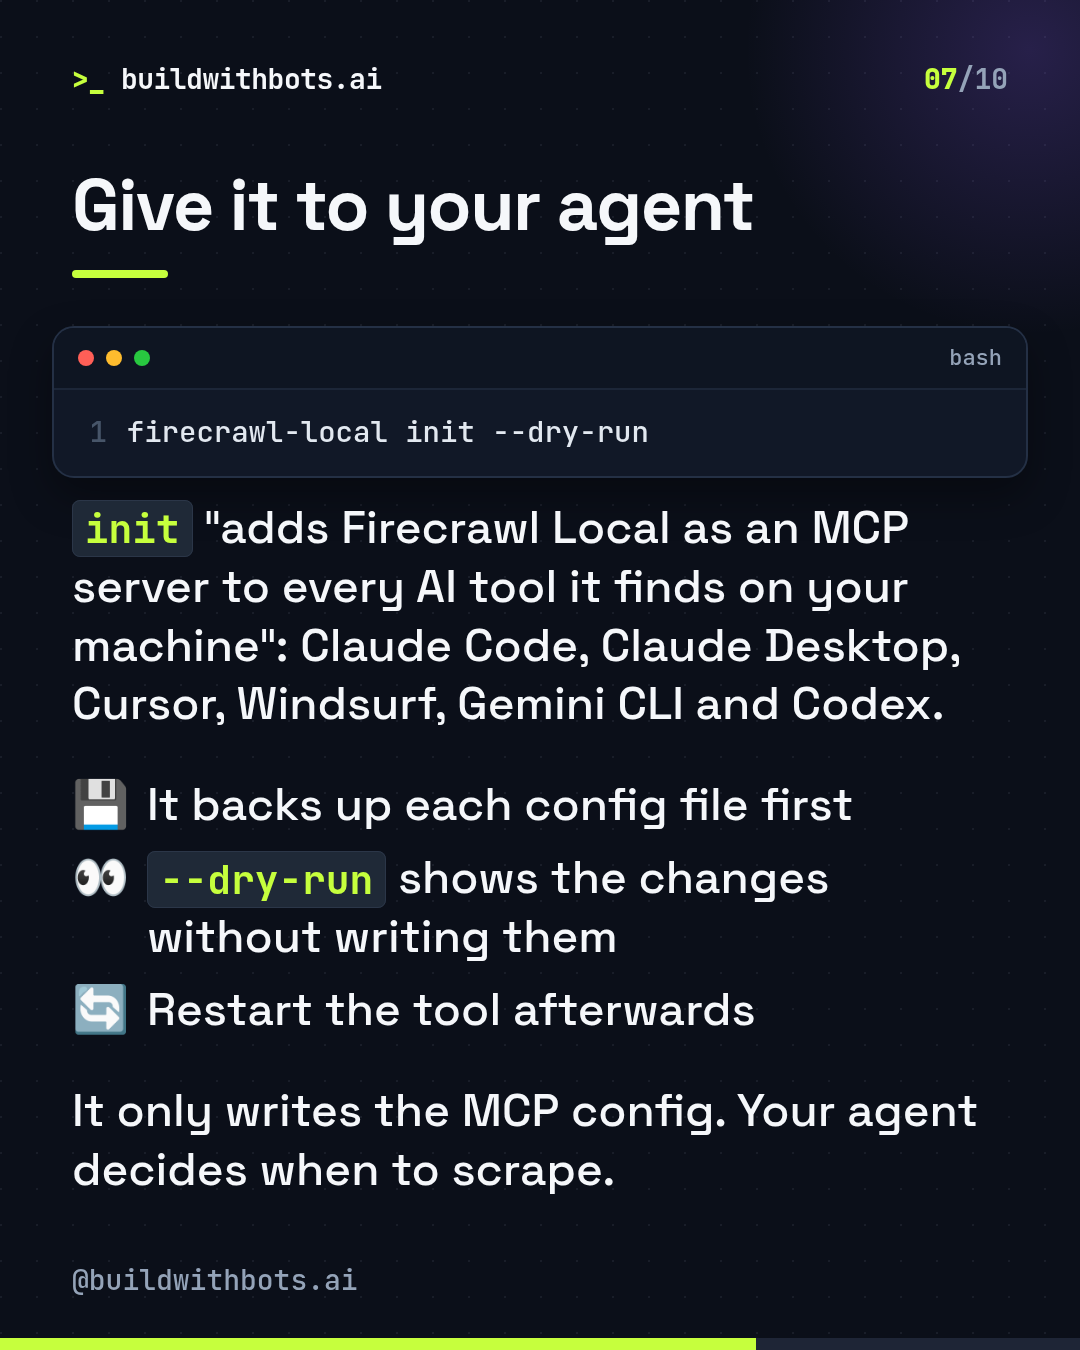 >_ buildwithbots.ai
07/10
Give it to your agent
bash
1 firecrawl-local init --dry-run
init "adds Firecrawl Local as an MCP
server to every AI tool it finds on your
machine": Claude Code, Claude Desktop,
Cursor, Windsurf, Gemini CLI and Codex.
💾 It backs up each config file first
👀 --dry-run shows the changes
without writing them
🔄 Restart the tool afterwards
It only writes the MCP config. Your agent
decides when to scrape.
@buildwithbots.ai